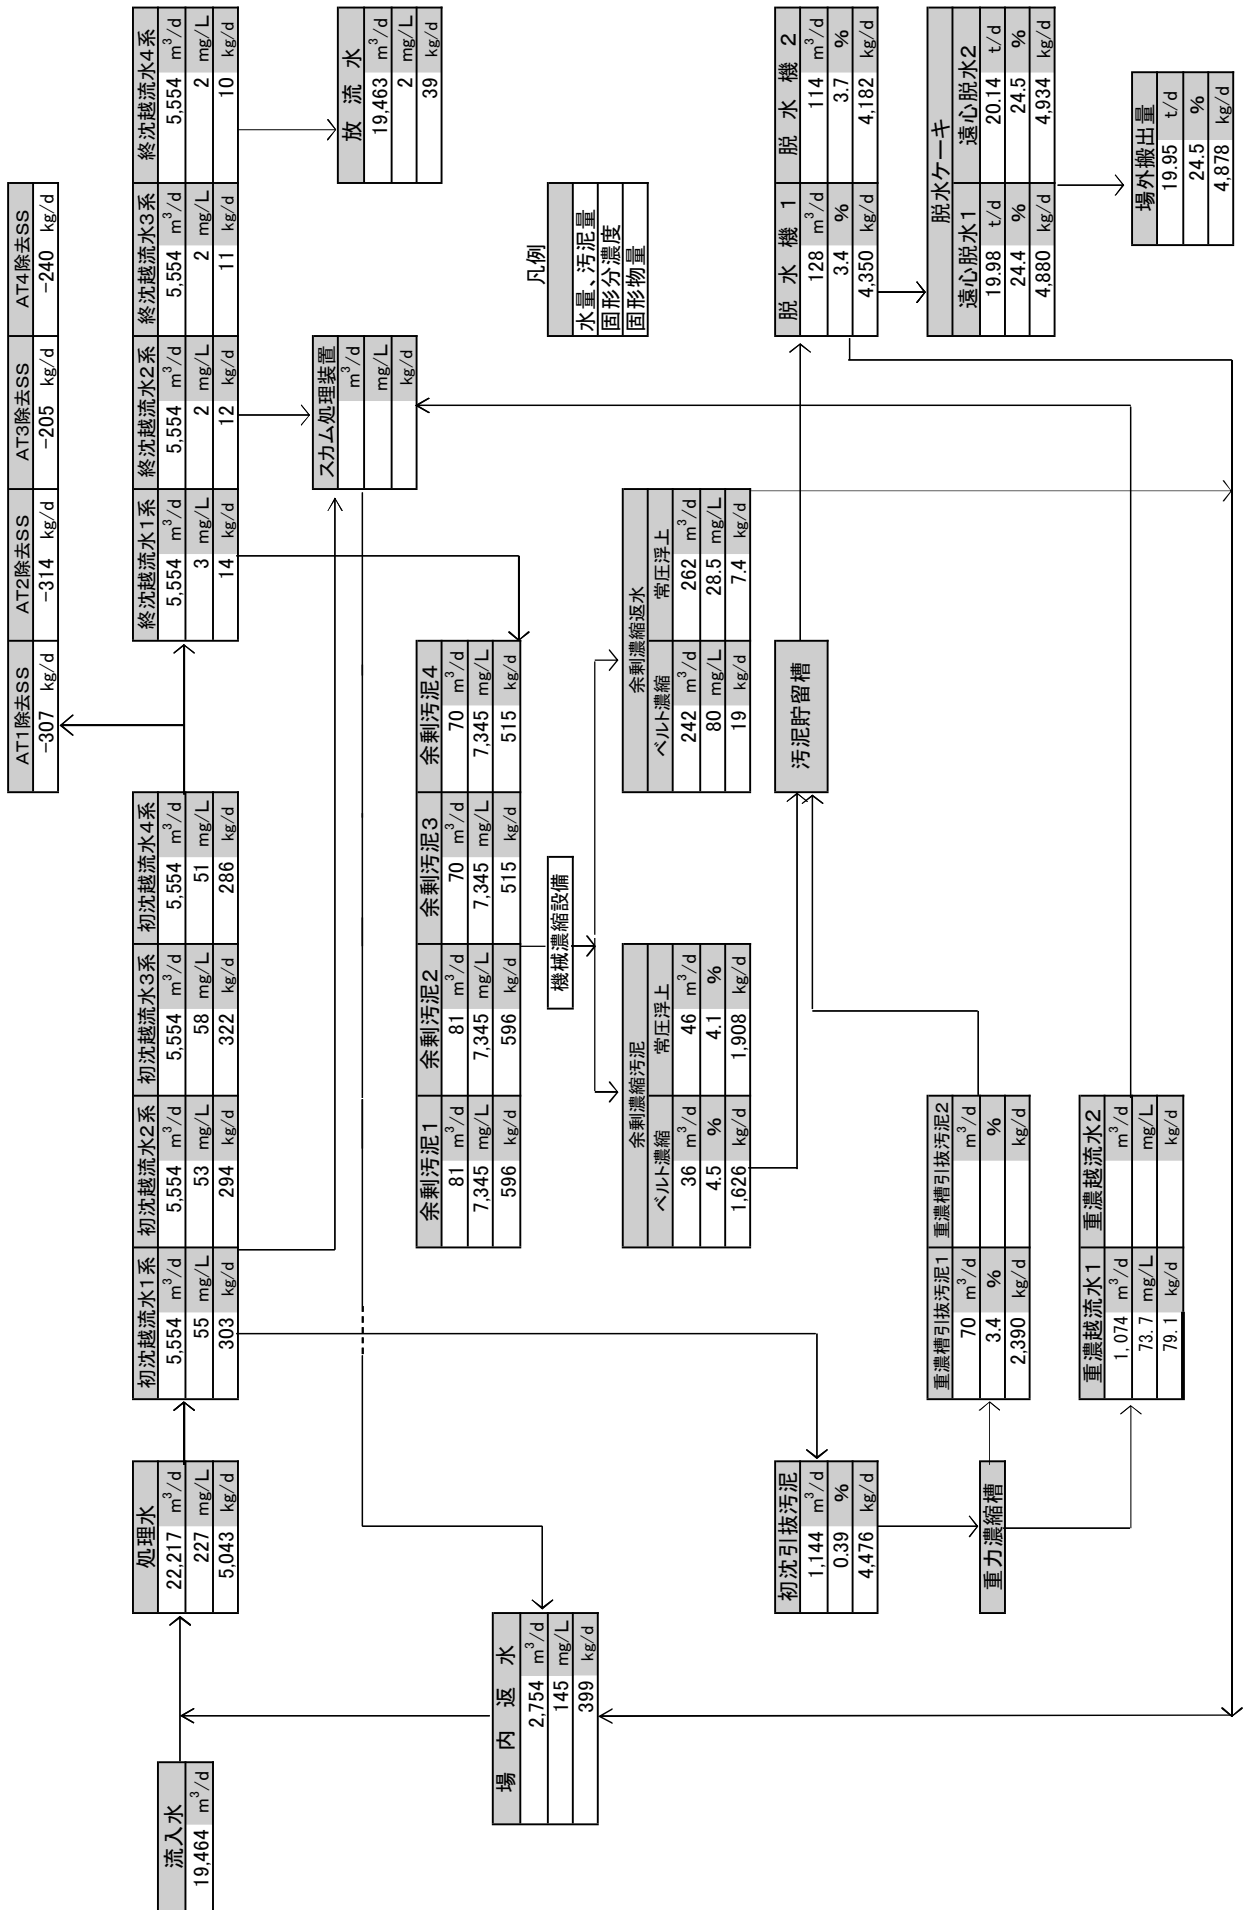 AT1除去SS AT2除去SS AT3除去SS AT4除去SS
-307 kg/d -314 kg/d -205 kg/d -240 kg/d
流入水
19,464 m³/d
処理水
22,217 m³/d
227 mg/L
5,043 kg/d
初沈越流水1系 初沈越流水2系 初沈越流水3系 初沈越流水4系
5,554 m³/d 5,554 m³/d 5,554 m³/d 5,554 m³/d
55 mg/L 53 mg/L 58 mg/L 51 mg/L
303 kg/d 294 kg/d 322 kg/d 286 kg/d
終沈越流水1系 終沈越流水2系 終沈越流水3系 終沈越流水4系
5,554 m³/d 5,554 m³/d 5,554 m³/d 5,554 m³/d
3 mg/L 2 mg/L 2 mg/L 2 mg/L
14 kg/d 12 kg/d 11 kg/d 10 kg/d
スカム処理装置
m³/d
mg/L
kg/d
放 流 水
19,463 m³/d
2 mg/L
39 kg/d
余剰汚泥1 余剰汚泥2 余剰汚泥3 余剰汚泥4
81 m³/d 81 m³/d 70 m³/d 70 m³/d
7,345 mg/L 7,345 mg/L 7,345 mg/L 7,345 mg/L
596 kg/d 596 kg/d 515 kg/d 515 kg/d
場 内 返 水
2,754 m³/d
145 mg/L
399 kg/d
機械濃縮設備
凡例
水量、汚泥量
固形分濃度
固形物量
余剰濃縮汚泥
ベルト濃縮 常圧浮上
36 m³/d 46 m³/d
4.5 % 4.1 %
1,626 kg/d 1,908 kg/d
余剰濃縮返水
ベルト濃縮 常圧浮上
242 m³/d 262 m³/d
80 mg/L 28.5 mg/L
19 kg/d 7.4 kg/d
初沈引抜汚泥
1,144 m³/d
0.39 %
4,476 kg/d
汚泥貯留槽
脱 水 機 1 脱 水 機 2
128 m³/d 114 m³/d
3.4 % 3.7 %
4,350 kg/d 4,182 kg/d
重力濃縮槽
重濃槽引抜汚泥1 重濃槽引抜汚泥2
70 m³/d m³/d
3.4 % %
2,390 kg/d kg/d
脱水ケーキ
遠心脱水1 遠心脱水2
19.98 t/d 20.14 t/d
24.4 % 24.5 %
4,880 kg/d 4,934 kg/d
重濃越流水1 重濃越流水2
1,074 m³/d m³/d
73.7 mg/L mg/L
79.1 kg/d kg/d
場外搬出量
19.95 t/d
24.5 %
4,878 kg/d